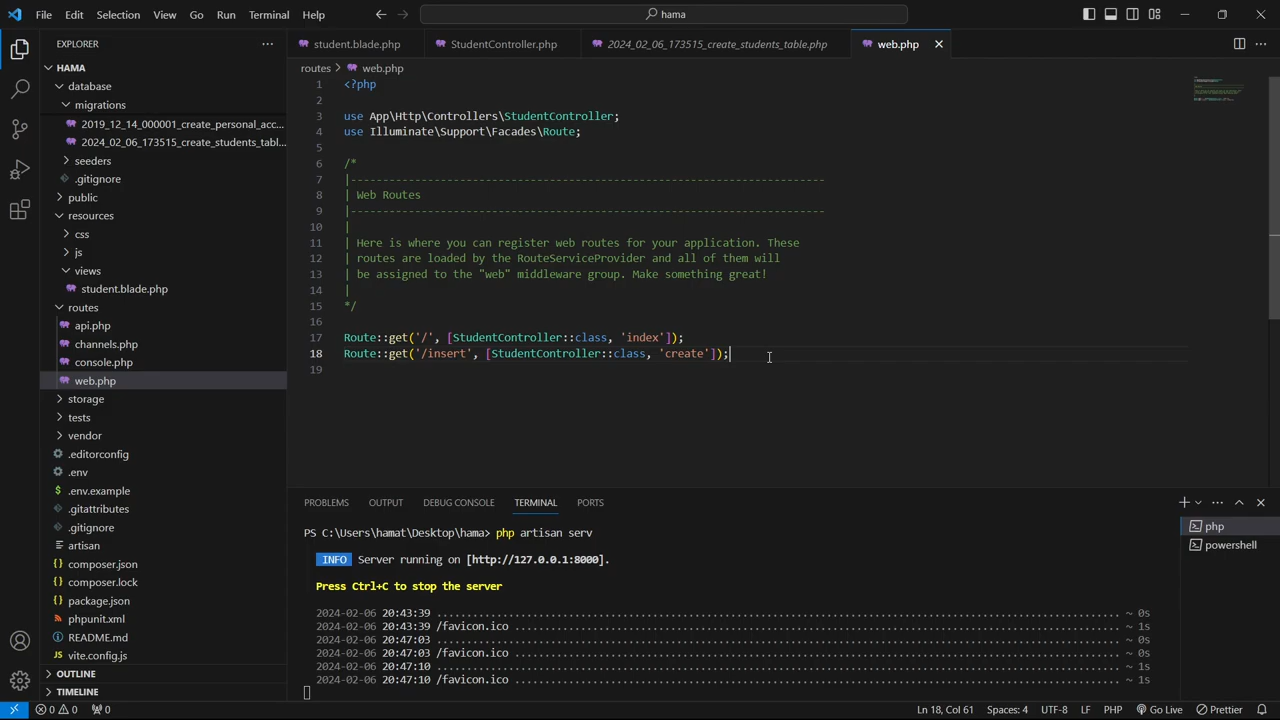 File Edit Selection View Go Run Terminal Help
hama
EXPLORER
HAMA
database
migrations
2019_12_14_000001_create_personal_acc...
2024_02_06_173515_create_students_tabl...
seeders
.gitignore
public
resources
css
js
views
student.blade.php
routes
api.php
channels.php
console.php
web.php
storage
tests
vendor
.editorconfig
.env
$ .env.example
.gitattributes
.gitignore
artisan
{} composer.json
{} composer.lock
{} package.json
phpunit.xml
README.md
vite.config.js
OUTLINE
TIMELINE
student.blade.php StudentController.php 2024_02_06_173515_create_students_table.php web.php
routes > web.php
1 <?php
2
3 use App\Http\Controllers\StudentController;
4 use Illuminate\Support\Facades\Route;
5
6 /*
7 |--------------------------------------------------------------------------
8 | Web Routes
9 |--------------------------------------------------------------------------
10 |
11 | Here is where you can register web routes for your application. These
12 | routes are loaded by the RouteServiceProvider and all of them will
13 | be assigned to the "web" middleware group. Make something great!
14 |
15 */
16
17 Route::get('/', [StudentController::class, 'index']);
18 Route::get('/insert', [StudentController::class, 'create']);
19
PROBLEMS OUTPUT DEBUG CONSOLE TERMINAL PORTS
PS C:\Users\hamat\Desktop\hama> php artisan serv
INFO Server running on [http://127.0.0.1:8000].
Press Ctrl+C to stop the server
2024-02-06 20:43:39 ........ ~ 0s
2024-02-06 20:43:39 /favicon.ico ........ ~ 1s
2024-02-06 20:47:03 ........ ~ 0s
2024-02-06 20:47:03 /favicon.ico ........ ~ 0s
2024-02-06 20:47:10 ........ ~ 1s
2024-02-06 20:47:10 /favicon.ico ........ ~ 1s
php
powershell
0 0 0 Ln 18, Col 61 Spaces: 4 UTF-8 LF PHP Go Live Prettier